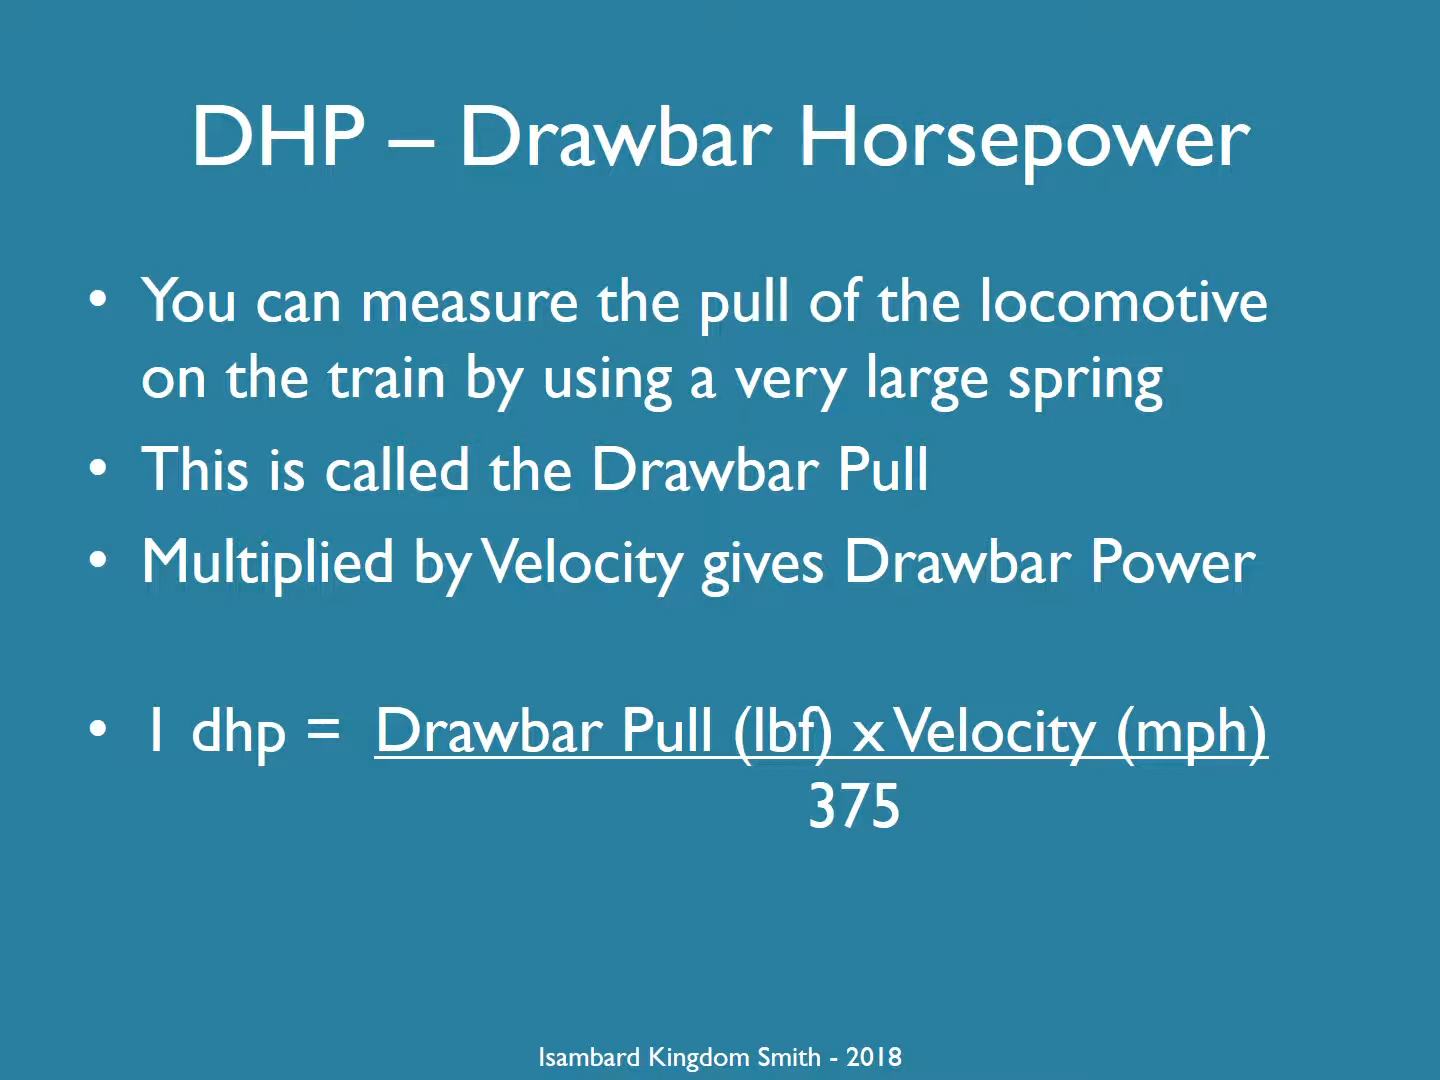 DHP – Drawbar Horsepower
• You can measure the pull of the locomotive
on the train by using a very large spring
• This is called the Drawbar Pull
• Multiplied by Velocity gives Drawbar Power
• 1 dhp = Drawbar Pull (lbf) x Velocity (mph)
375
Isambard Kingdom Smith - 2018